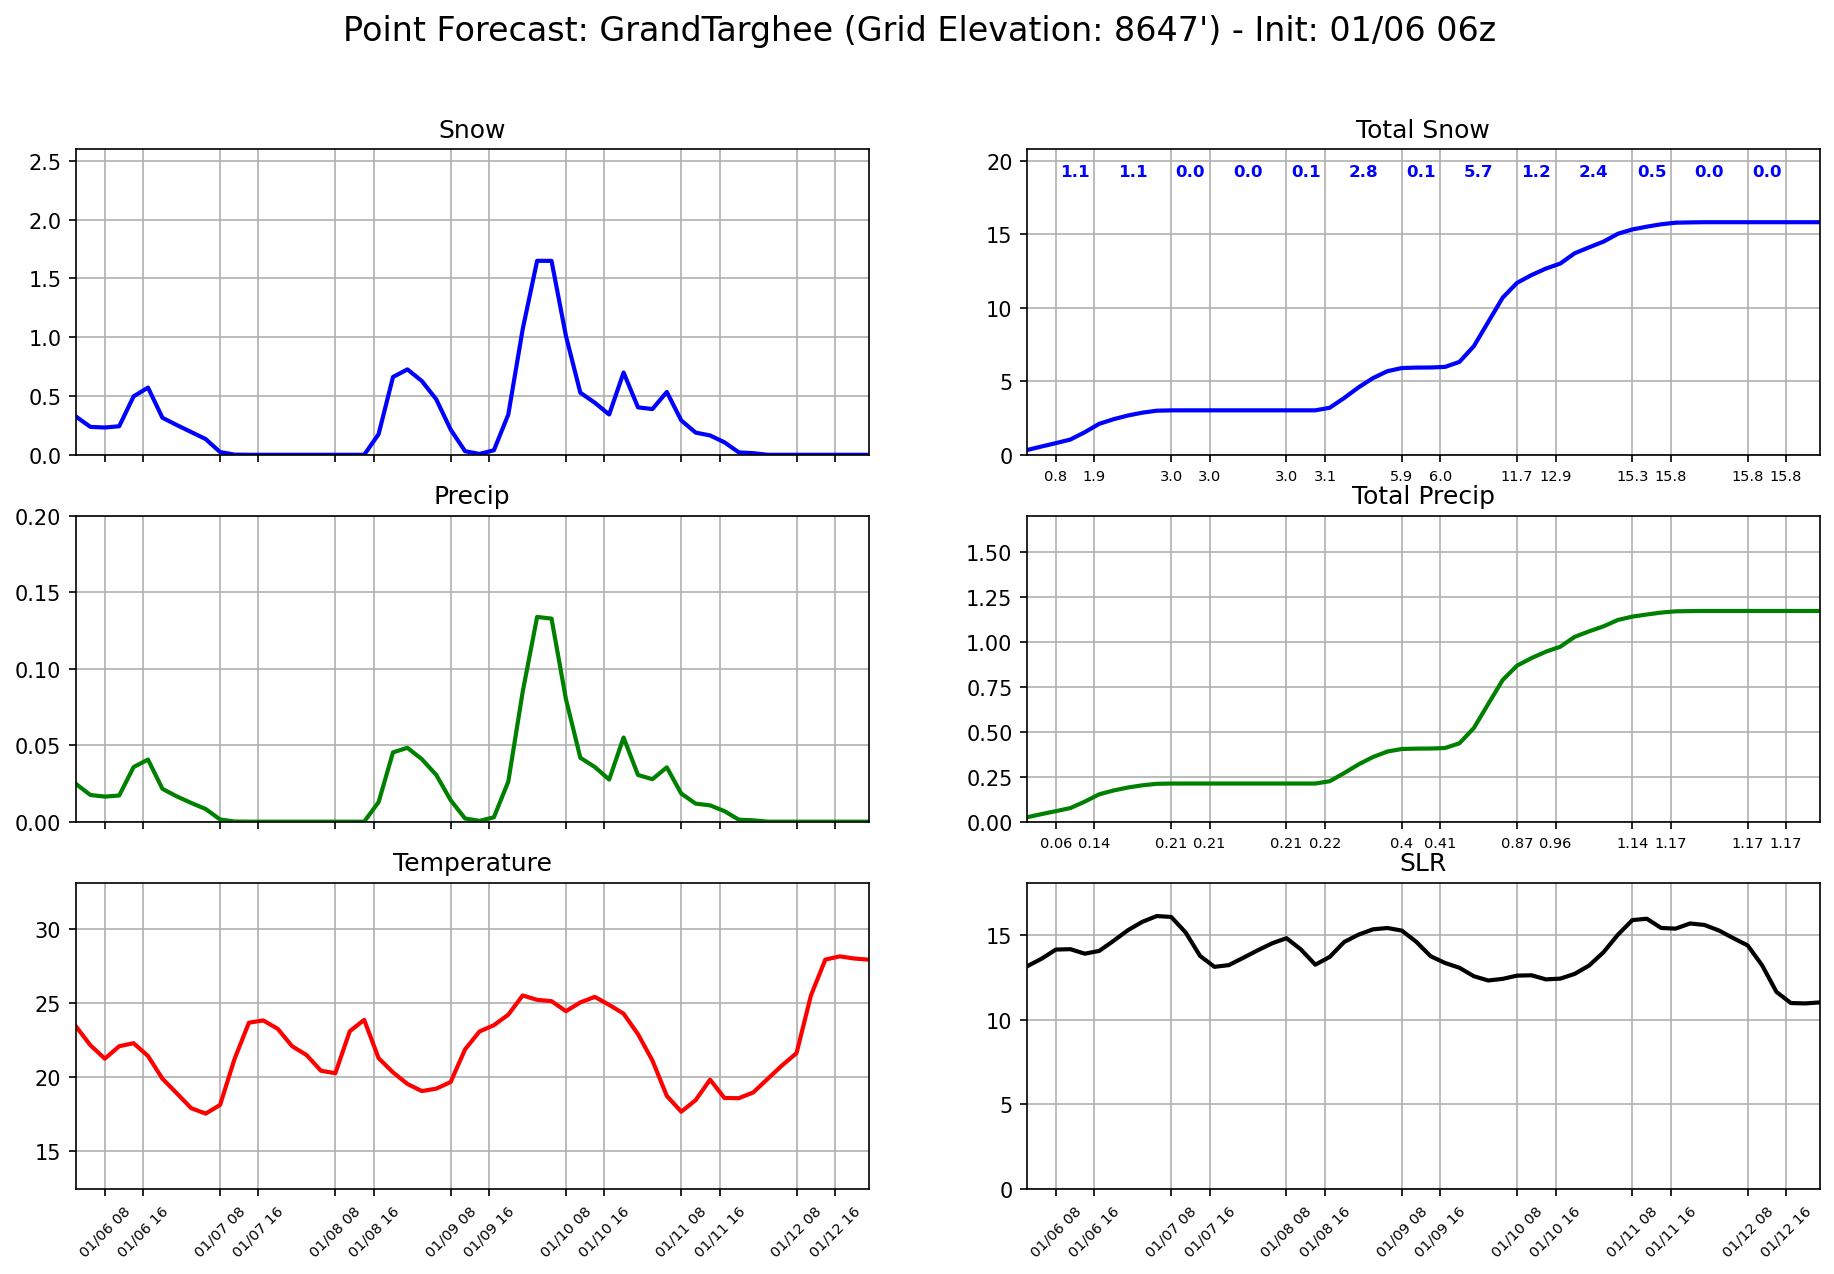 Point Forecast: GrandTarghee (Grid Elevation: 8647') - Init: 01/06 06z
Snow
2.5
2.0
1.5
1.0
0.5
0.0
Total Snow
20
15
10
5
0
1.1 1.1 0.0 0.0 0.1 2.8 0.1 5.7 1.2 2.4 0.5 0.0 0.0
0.8 1.9 3.0 3.0 3.0 3.1 5.9 6.0 11.7 12.9 15.3 15.8 15.8 15.8
Precip
0.20
0.15
0.10
0.05
0.00
Total Precip
1.50
1.25
1.00
0.75
0.50
0.25
0.00
0.06 0.14 0.21 0.21 0.21 0.22 0.4 0.41 0.87 0.96 1.14 1.17 1.17 1.17
Temperature
30
25
20
15
01/06 08 01/06 16 01/07 08 01/07 16 01/08 08 01/08 16 01/09 08 01/09 16 01/10 08 01/10 16 01/11 08 01/11 16 01/12 08 01/12 16
SLR
15
10
5
0
01/06 08 01/06 16 01/07 08 01/07 16 01/08 08 01/08 16 01/09 08 01/09 16 01/10 08 01/10 16 01/11 08 01/11 16 01/12 08 01/12 16